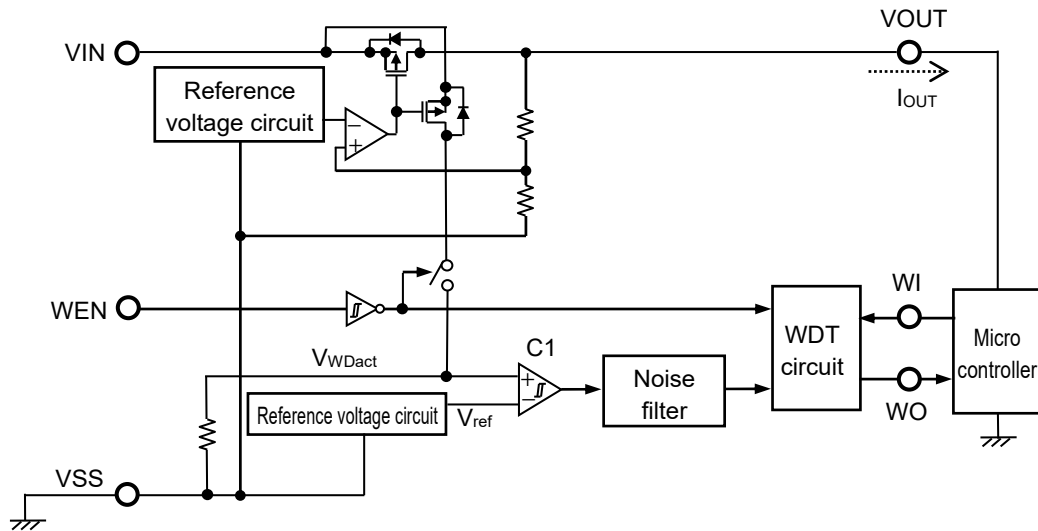 VIN
VOUT
Reference
voltage circuit
IOUT
−
+
WEN
WI
WDT
circuit
Micro
controller
WO
VWDact
C1
+
−
Noise
filter
Reference voltage circuit
Vref
VSS